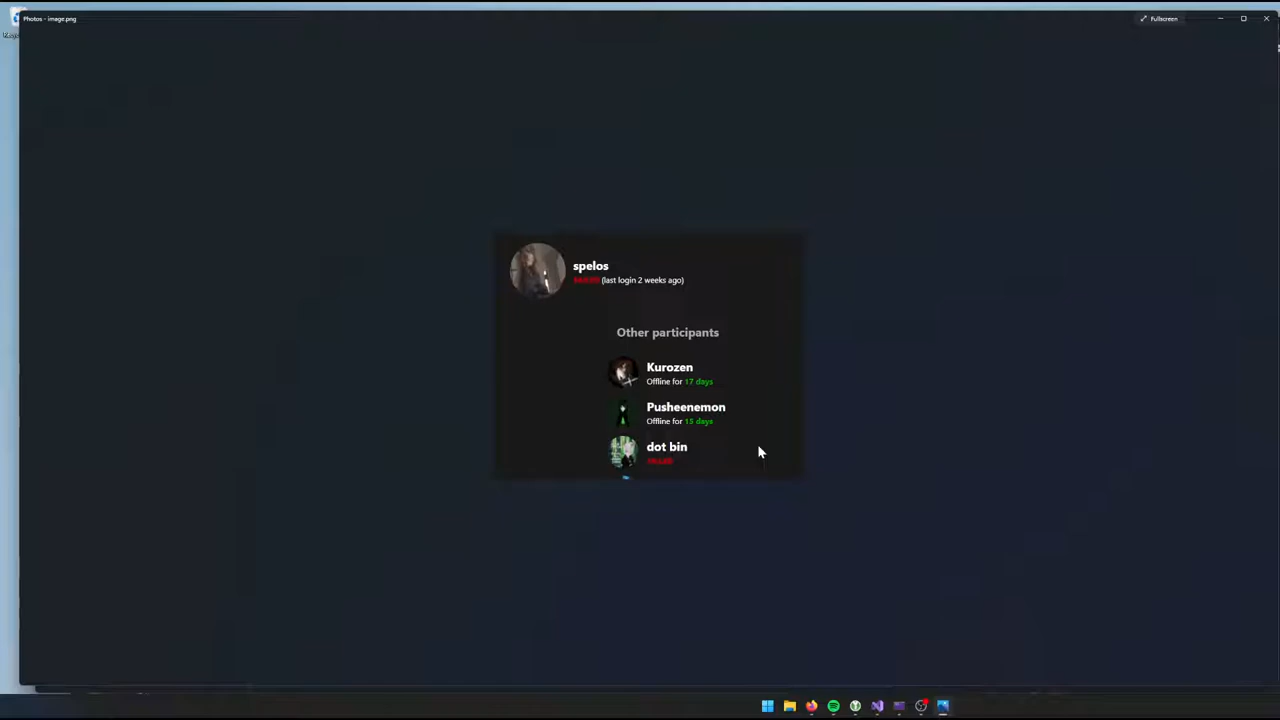 Photos - image.png
Fullscreen
spelos
(last login 2 weeks ago)
Other participants
Kurozen
Offline for 17 days
Pusheenemon
Offline for 15 days
dot bin